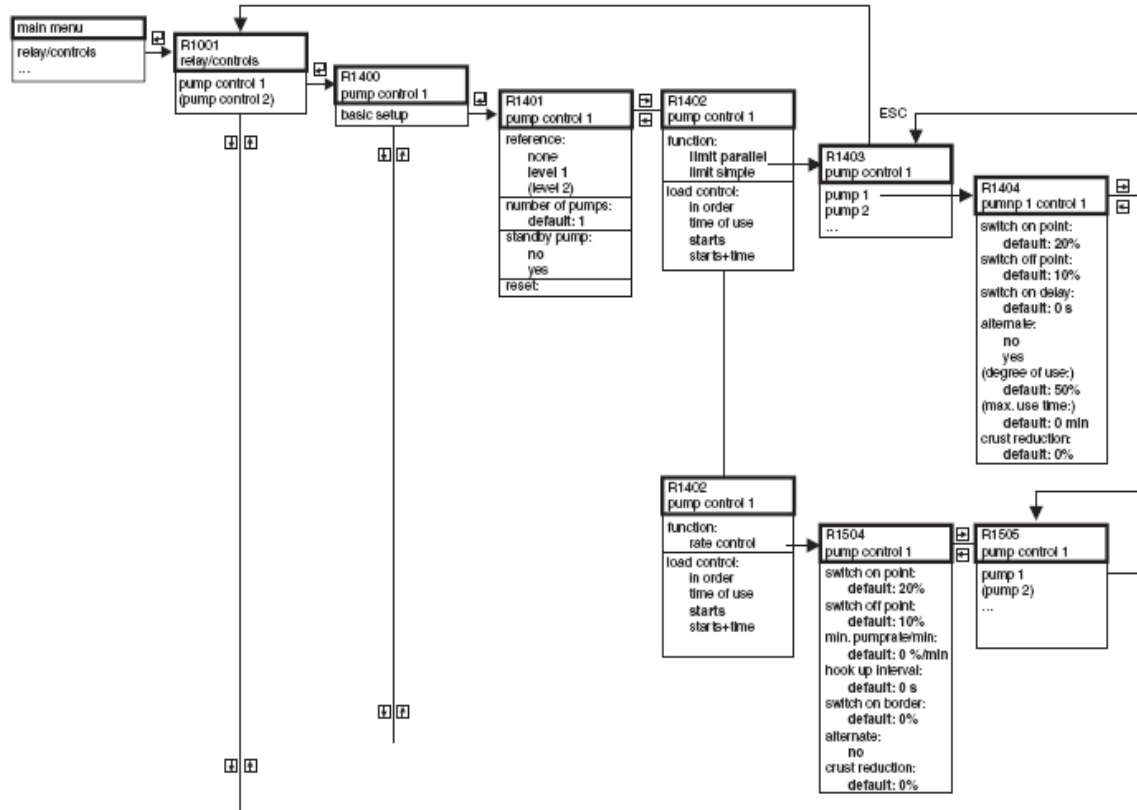 main menu
relay/controls
...
R1001
relay/controls
pump control 1
(pump control 2)
R1400
pump control 1
basic setup
R1401
pump control 1
reference:
none
level 1
(level 2)
number of pumps:
default: 1
standby pump:
no
yes
reset:
R1402
pump control 1
function:
limit parallel
limit simple
load control:
in order
time of use
starts
starts+time
ESC
R1403
pump control 1
pump 1
pump 2
...
R1404
pumnp 1 control 1
switch on point:
default: 20%
switch off point:
default: 10%
switch on delay:
default: 0 s
alternate:
no
yes
(degree of use:)
default: 50%
(max. use time:)
default: 0 min
crust reduction:
default: 0%
R1402
pump control 1
function:
rate control
load control:
in order
time of use
starts
starts+time
R1504
pump control 1
switch on point:
default: 20%
switch off point:
default: 10%
min. pumprate/min:
default: 0 %/min
hook up interval:
default: 0 s
switch on border:
default: 0%
alternate:
no
crust reduction:
default: 0%
R1505
pump control 1
pump 1
(pump 2)
...